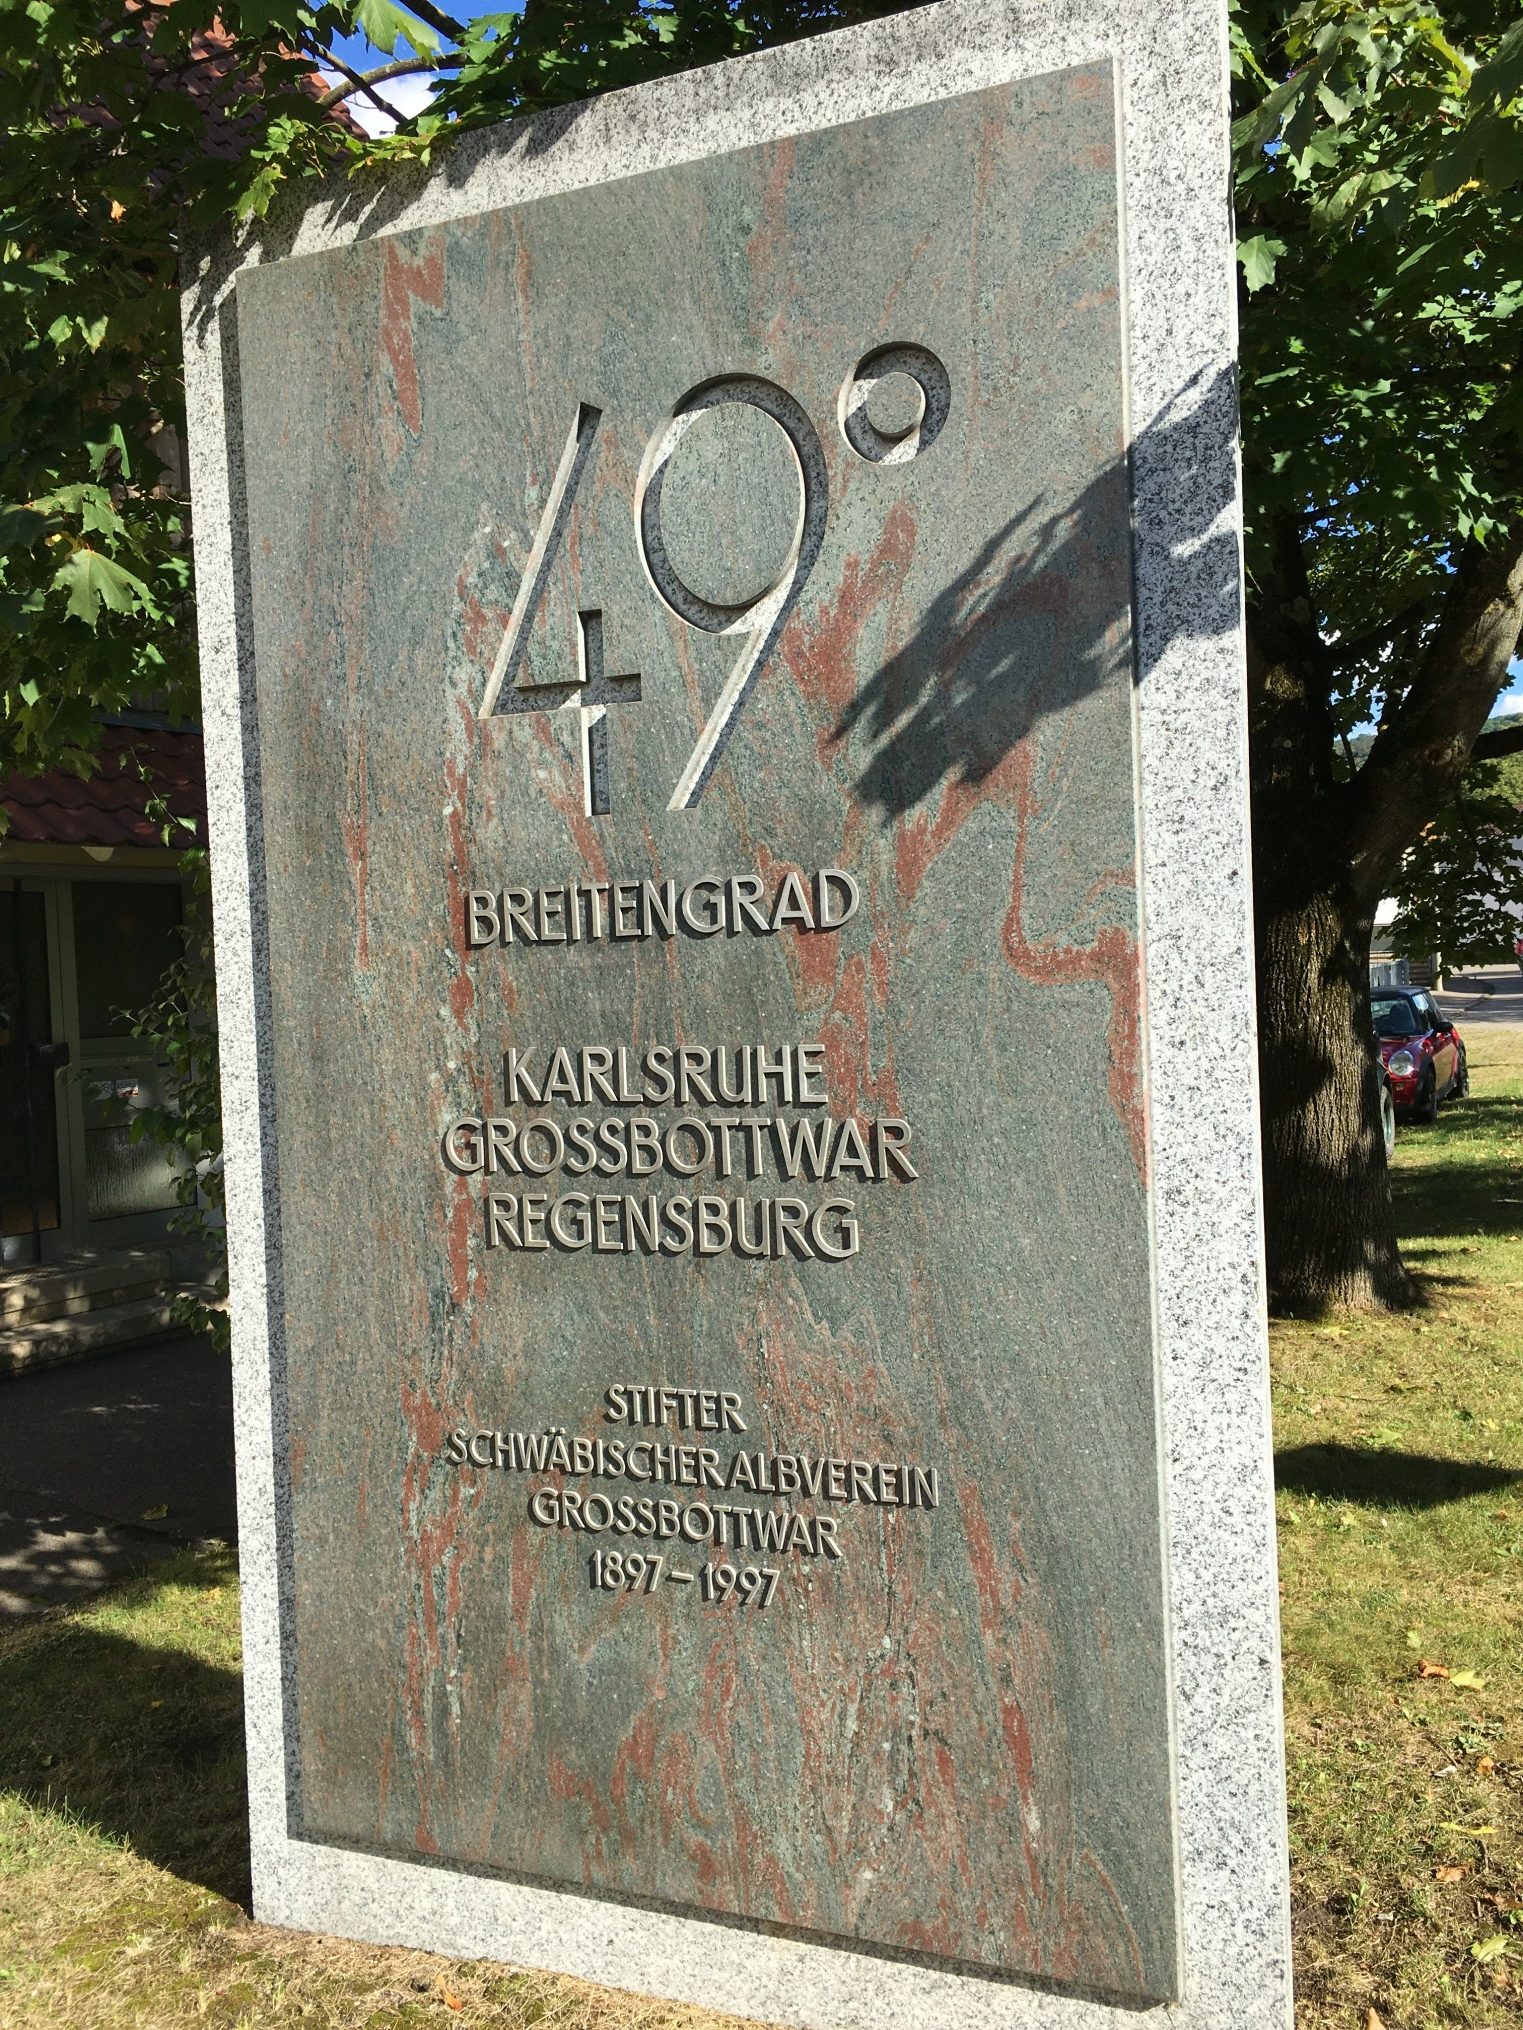 49°
BREITENGRAD
KARLSRUHE
GROSSBOTTWAR
REGENSBURG
STIFTER
SCHWÄBISCHER ALBVEREIN
GROSSBOTTWAR
1897 – 1997